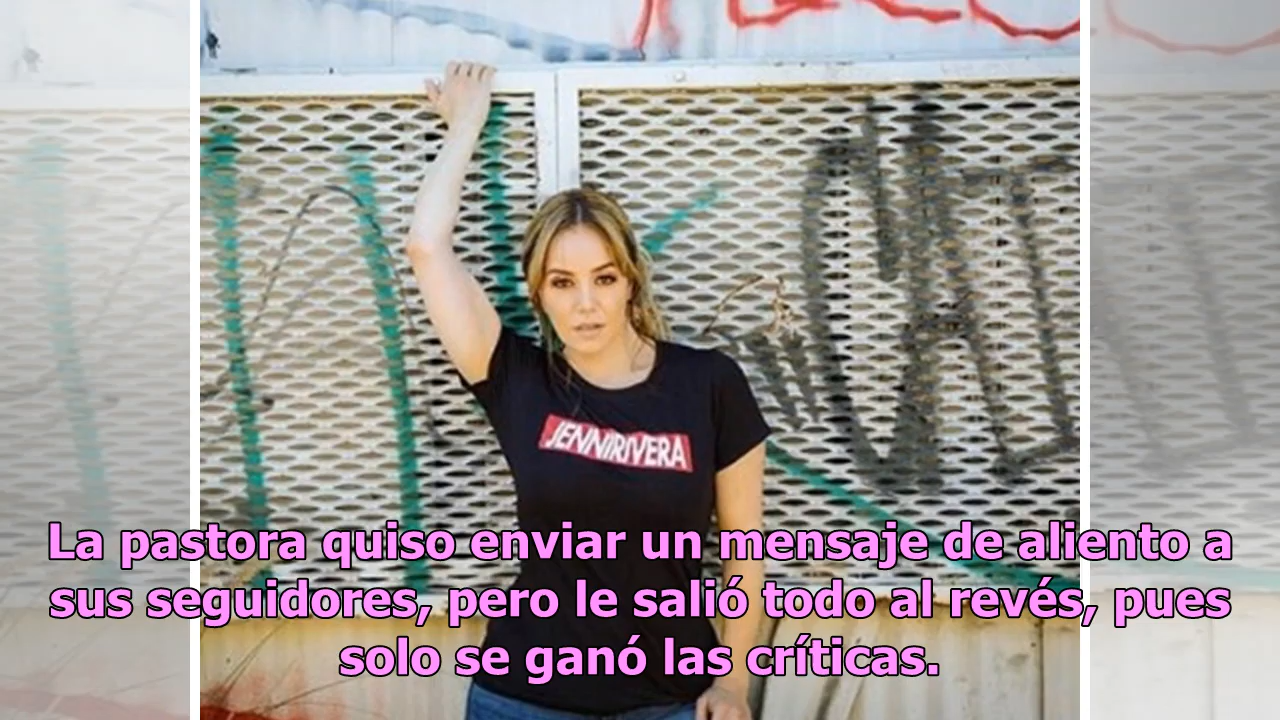 JENNIRIVERA
La pastora quiso enviar un mensaje de aliento a
sus seguidores, pero le salió todo al revés, pues
solo se ganó las críticas.